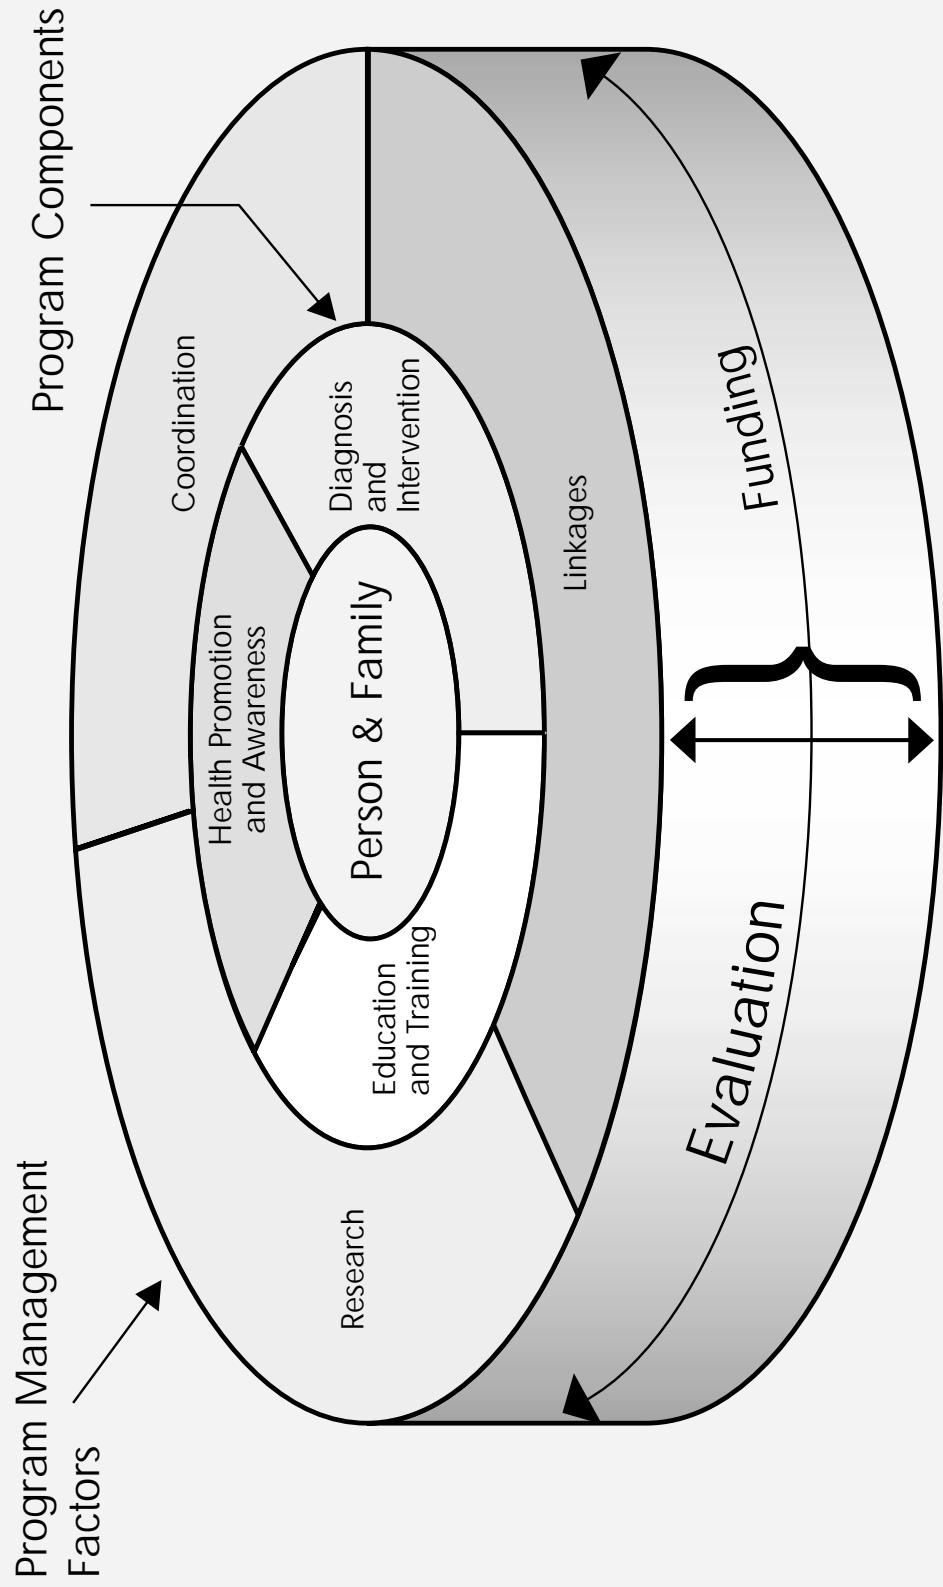 Program Management
Factors
Program Components
Coordination
Research
Health Promotion
and Awareness
Diagnosis
and
Intervention
Person & Family
Education
and Training
Linkages
Evaluation
Funding